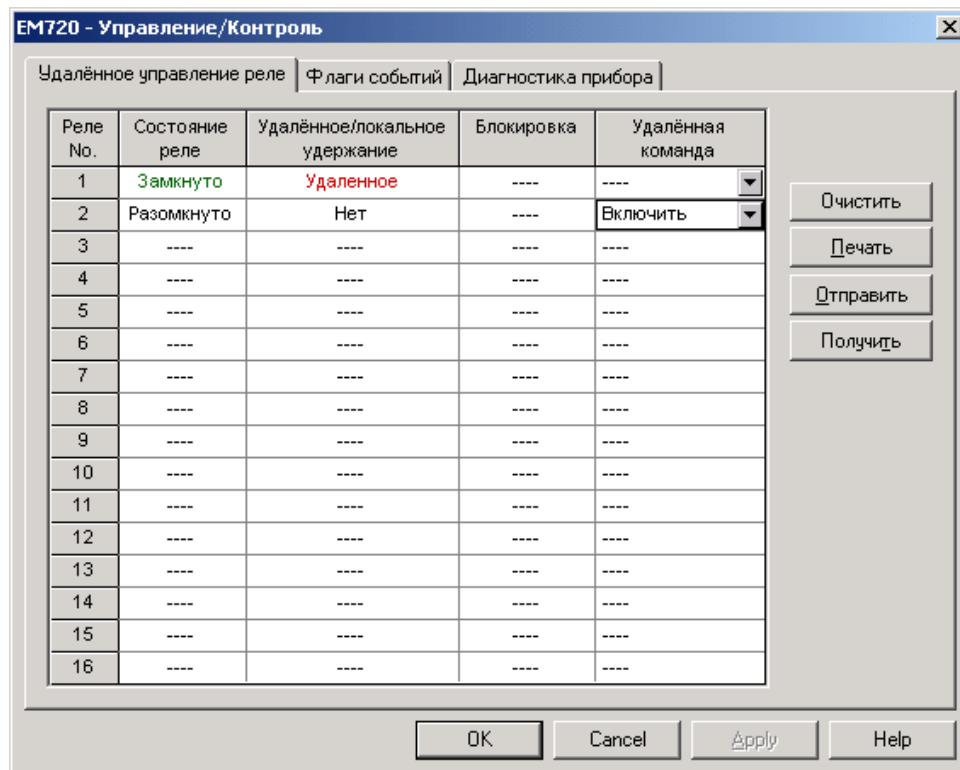 EM720 - Управление/Контроль
Удалённое управление реле Флаги событий Диагностика прибора
Реле No. Состояние реле Удалённое/локальное удержание Блокировка Удалённая команда
1 Замкнуто Удаленное ---- ----
2 Разомкнуто Нет ---- Включить
3 ---- ---- ---- ----
4 ---- ---- ---- ----
5 ---- ---- ---- ----
6 ---- ---- ---- ----
7 ---- ---- ---- ----
8 ---- ---- ---- ----
9 ---- ---- ---- ----
10 ---- ---- ---- ----
11 ---- ---- ---- ----
12 ---- ---- ---- ----
13 ---- ---- ---- ----
14 ---- ---- ---- ----
15 ---- ---- ---- ----
16 ---- ---- ---- ----
Очистить
Печать
Отправить
Получить
OK Cancel Apply Help